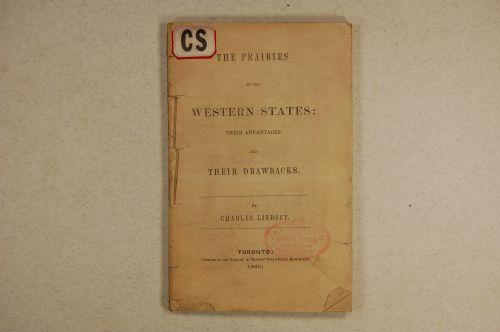 CS
THE PRAIRIES
OF THE
WESTERN STATES:
THEIR ADVANTAGES
AND
THEIR DRAWBACKS.
By
CHARLES LINDSEY.
TORONTO:
1860.